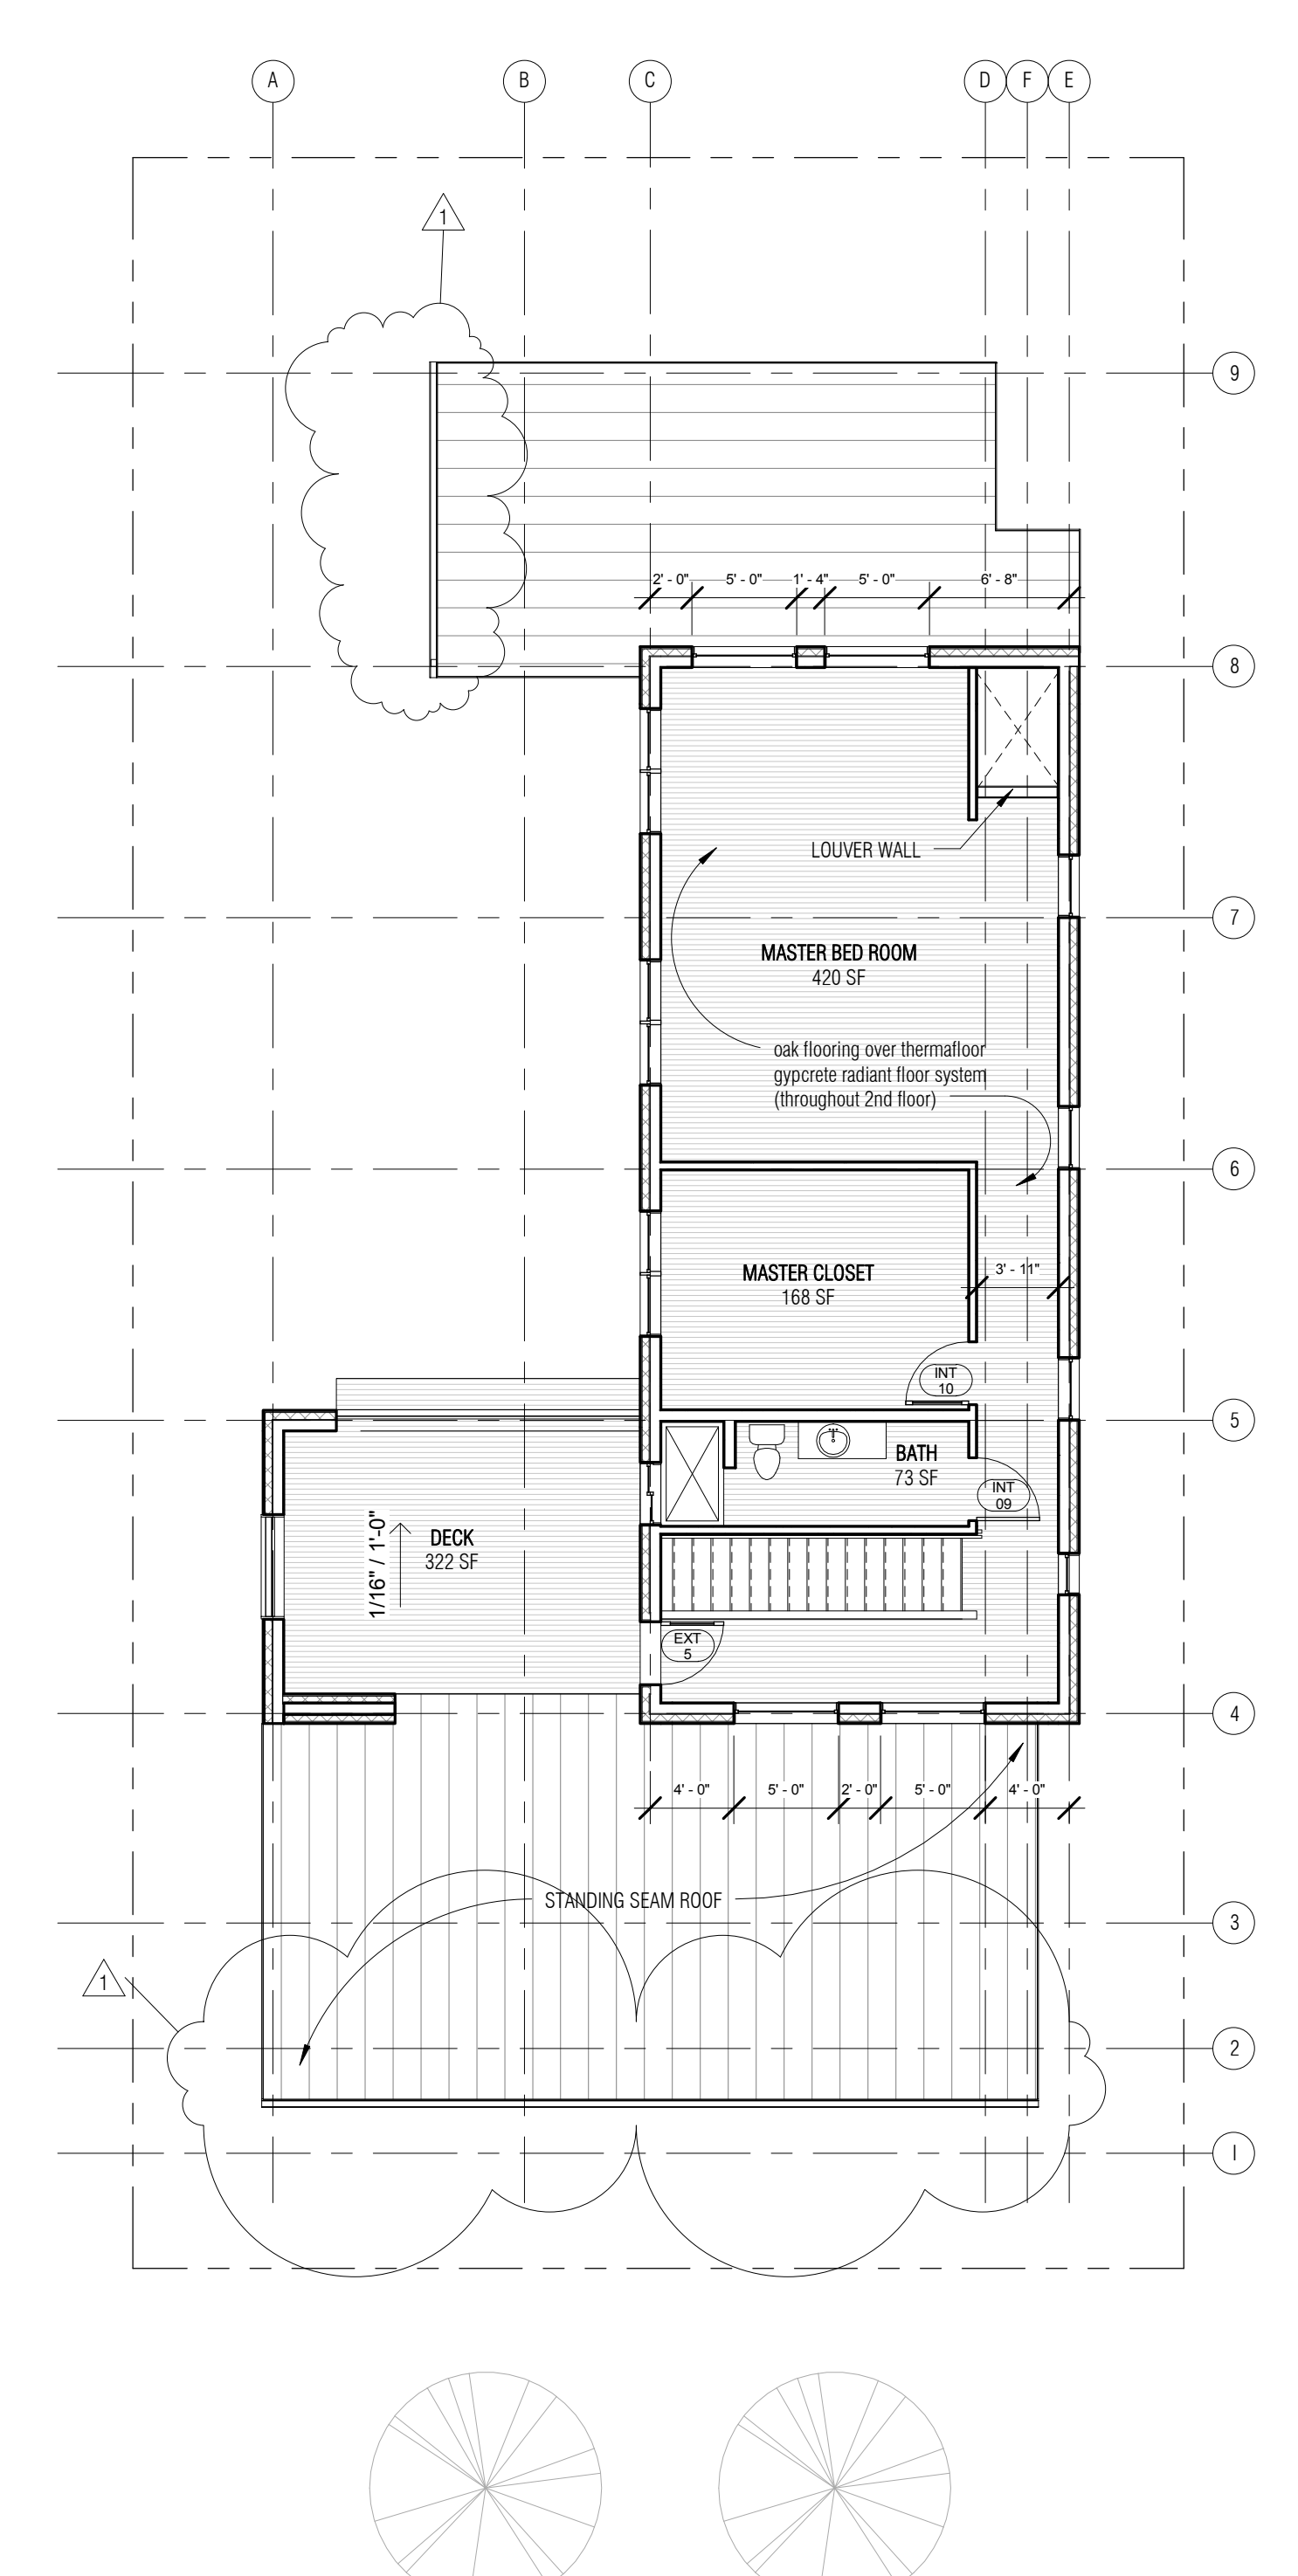 A
B
C
D
F
E
1
9
2' - 0"
5' - 0"
1' - 4"
5' - 0"
6' - 8"
8
LOUVER WALL
7
MASTER BED ROOM
420 SF
oak flooring over thermafloor
gypcrete radiant floor system
(throughout 2nd floor)
6
MASTER CLOSET
168 SF
3' - 11"
INT
10
5
BATH
73 SF
INT
09
DECK
322 SF
1/16" / 1'-0"
EXT
5
4
4' - 0"
5' - 0"
2' - 0"
5' - 0"
4' - 0"
STANDING SEAM ROOF
3
1
2
I